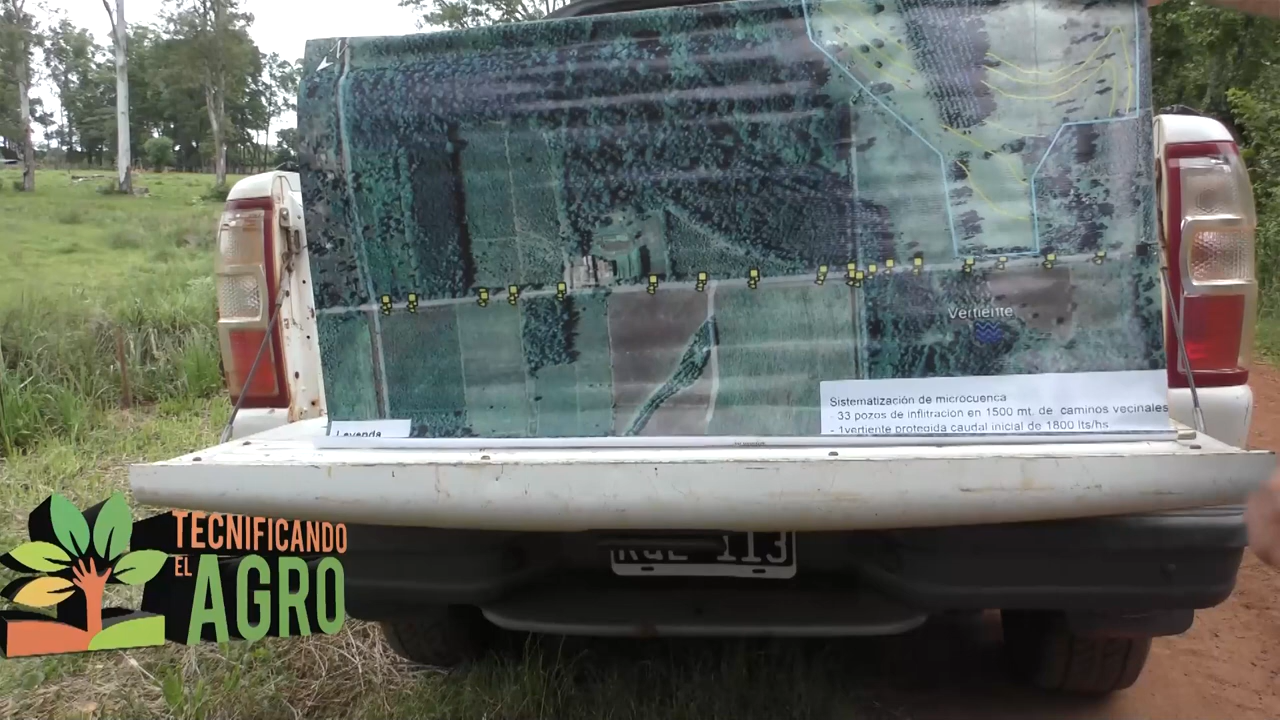 Vertiente
Sistematización de microcuenca
- 33 pozos de infiltracion en 1500 mt. de caminos vecinales
- 1vertiente protegida caudal inicial de 1800 lts/hs
Leyenda
TECNIFICANDO
EL
AGRO
113